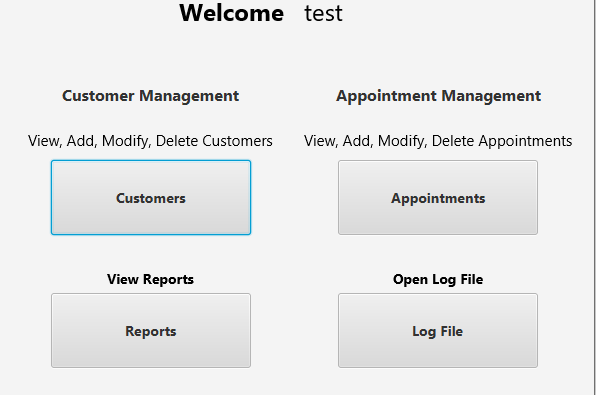 Welcome test
Customer Management
Appointment Management
View, Add, Modify, Delete Customers
View, Add, Modify, Delete Appointments
Customers
Appointments
View Reports
Open Log File
Reports
Log File